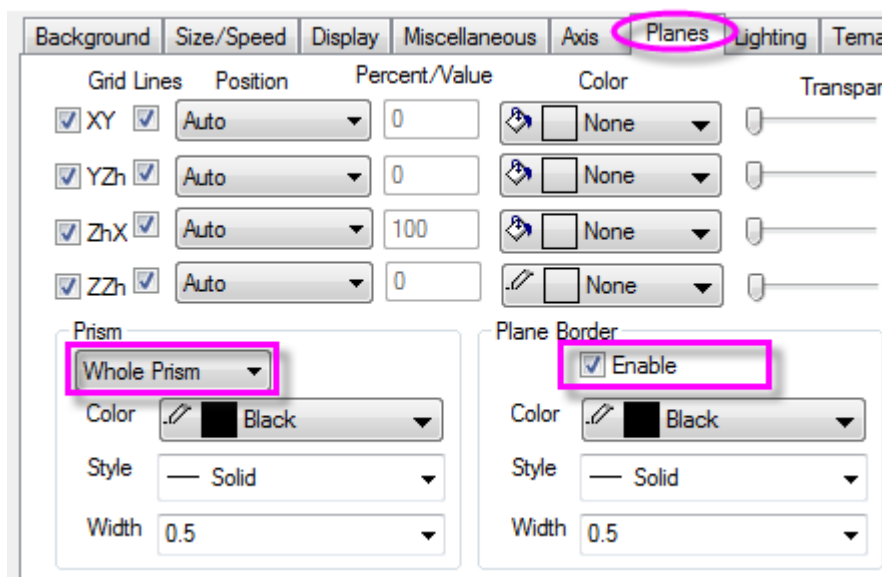 Background Size/Speed Display Miscellaneous Axis Planes Lighting Terna
Grid Lines Position Percent/Value Color Transpar
XY Auto 0 None
YZh Auto 0 None
ZhX Auto 100 None
ZZh Auto 0 None
Prism Plane Border
Whole Prism Enable
Color Black Color Black
Style Solid Style Solid
Width 0.5 Width 0.5